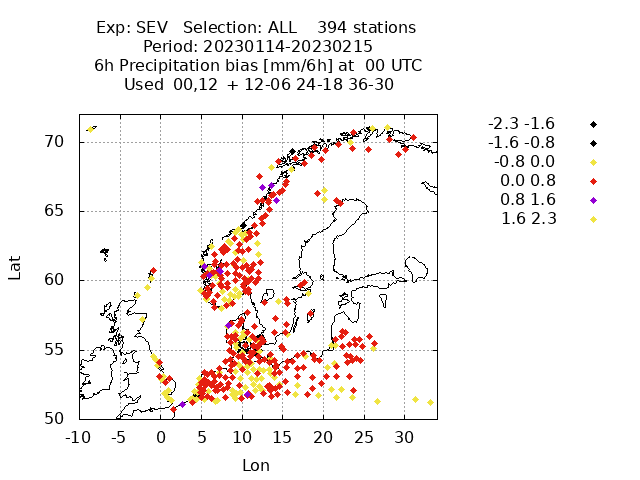 Exp: SEV Selection: ALL 394 stations
Period: 20230114-20230215
6h Precipitation bias [mm/6h] at 00 UTC
Used 00,12 + 12-06 24-18 36-30
-2.3 -1.6
-1.6 -0.8
-0.8 0.0
0.0 0.8
0.8 1.6
1.6 2.3
70
65
60
55
50
Lat
-10 -5 0 5 10 15 20 25 30
Lon